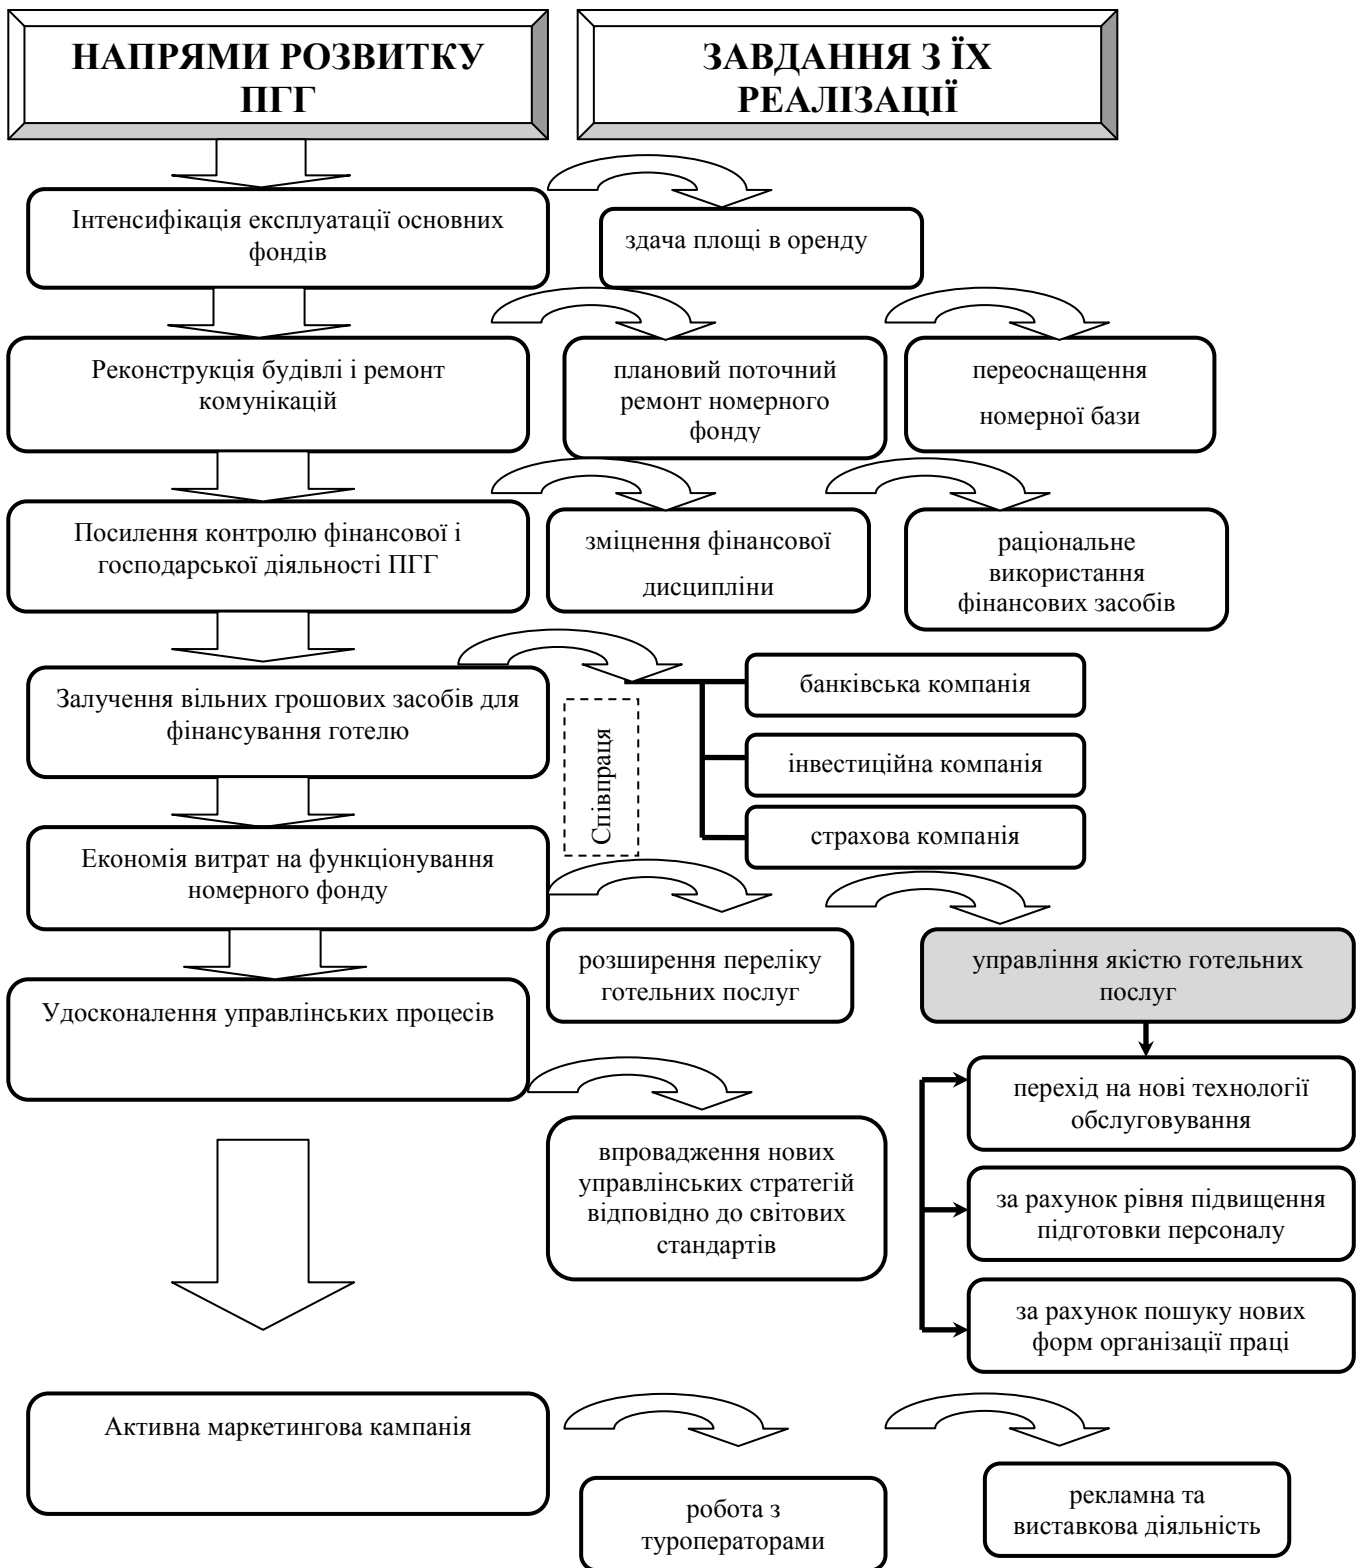 НАПРЯМИ РОЗВИТКУ
ПГГ
ЗАВДАННЯ З ЇХ
РЕАЛІЗАЦІЇ
Інтенсифікація експлуатації основних
фондів
здача площі в оренду
Реконструкція будівлі і ремонт
комунікацій
плановий поточний
ремонт номерного
фонду
переоснащення
номерної бази
Посилення контролю фінансової і
господарської діяльності ПГГ
зміцнення фінансової
дисципліни
раціональне
використання
фінансових засобів
Залучення вільних грошових засобів для
фінансування готелю
Співпраця
банківська компанія
інвестиційна компанія
страхова компанія
Економія витрат на функціонування
номерного фонду
розширення переліку
готельних послуг
управління якістю готельних
послуг
Удосконалення управлінських процесів
впровадження нових
управлінських стратегій
відповідно до світових
стандартів
перехід на нові технології
обслуговування
за рахунок рівня підвищення
підготовки персоналу
за рахунок пошуку нових
форм організації праці
Активна маркетингова кампанія
робота з
туроператорами
рекламна та
виставкова діяльність